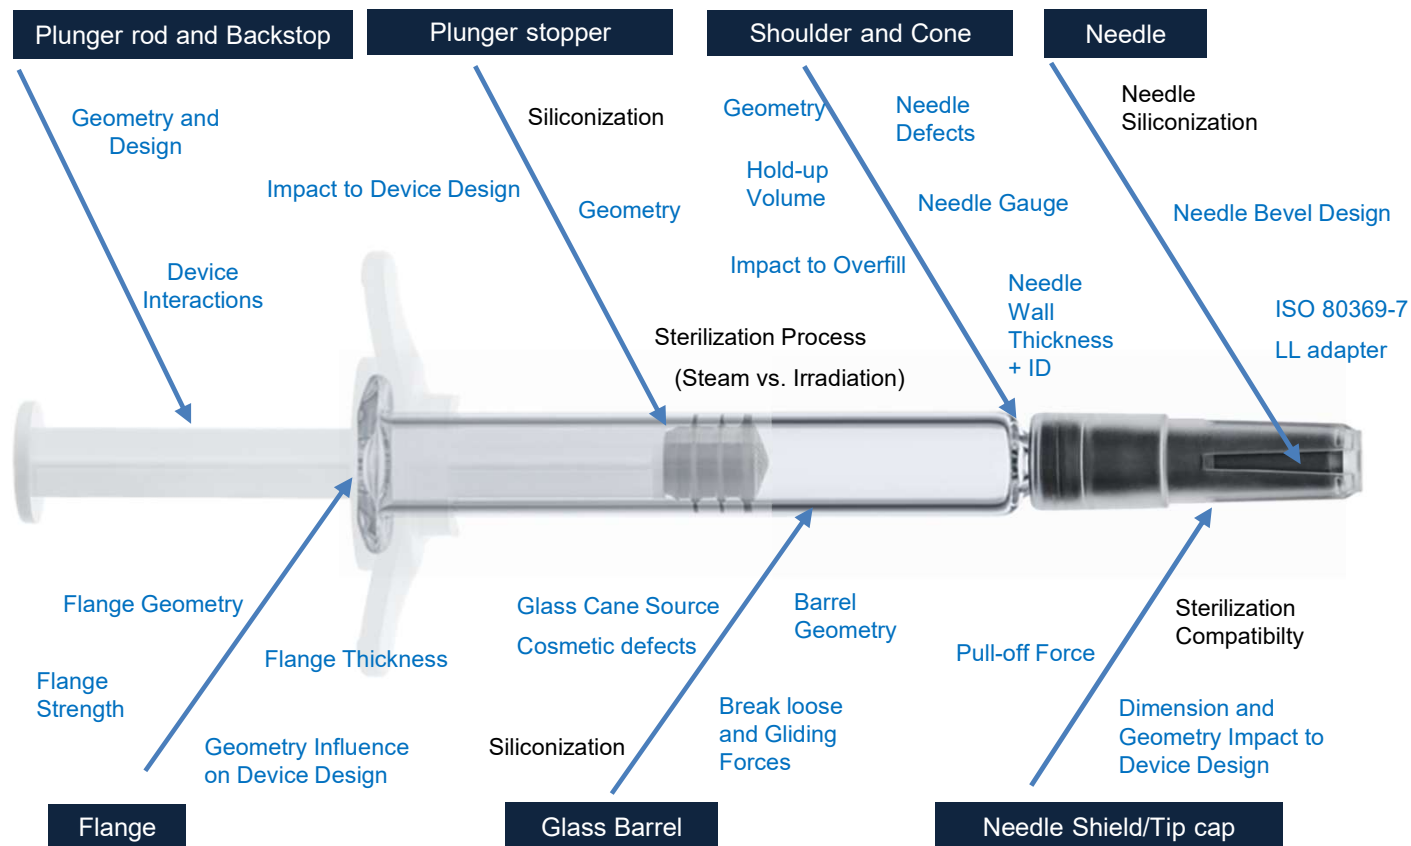 Plunger rod and Backstop
Plunger stopper
Shoulder and Cone
Needle
Geometry and
Design
Device
Interactions
Impact to Device Design
Siliconization
Geometry
Sterilization Process
(Steam vs. Irradiation)
Geometry
Hold-up
Volume
Impact to Overfill
Needle
Defects
Needle Gauge
Needle
Wall
Thickness
+ ID
Needle
Siliconization
Needle Bevel Design
ISO 80369-7
LL adapter
Flange Geometry
Flange
Strength
Flange Thickness
Geometry Influence
on Device Design
Glass Cane Source
Cosmetic defects
Siliconization
Barrel
Geometry
Break loose
and Gliding
Forces
Pull-off Force
Sterilization
Compatibilty
Dimension and
Geometry Impact to
Device Design
Flange
Glass Barrel
Needle Shield/Tip cap